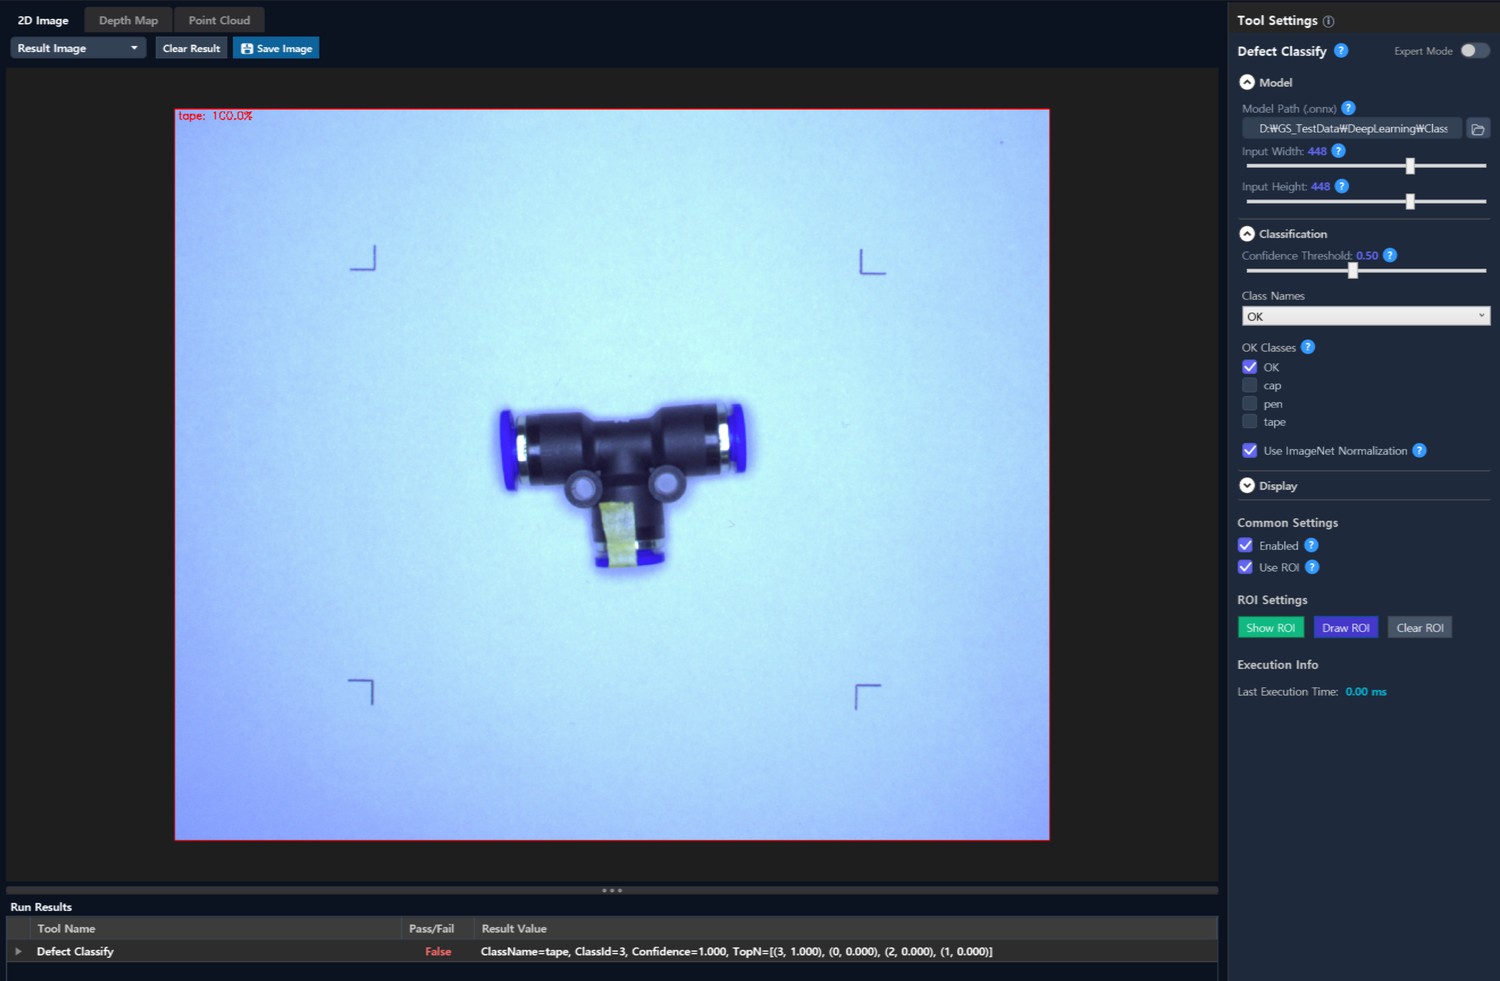 2D Image
Depth Map
Point Cloud
Result Image
Clear Result
Save Image
tape: 100.0%
Run Results
Tool Name Pass/Fail Result Value
Defect Classify False ClassName=tape, ClassId=3, Confidence=1.000, TopN=[(3, 1.000), (0, 0.000), (2, 0.000), (1, 0.000)]
Tool Settings
Defect Classify ? Expert Mode
Model
Model Path (.onnx) ?
D:₩GS_TestData₩DeepLearning₩Class
Input Width: 448 ?
Input Height: 448 ?
Classification
Confidence Threshold: 0.50 ?
Class Names
OK
OK Classes ?
OK
cap
pen
tape
Use ImageNet Normalization ?
Display
Common Settings
Enabled ?
Use ROI ?
ROI Settings
Show ROI Draw ROI Clear ROI
Execution Info
Last Execution Time: 0.00 ms